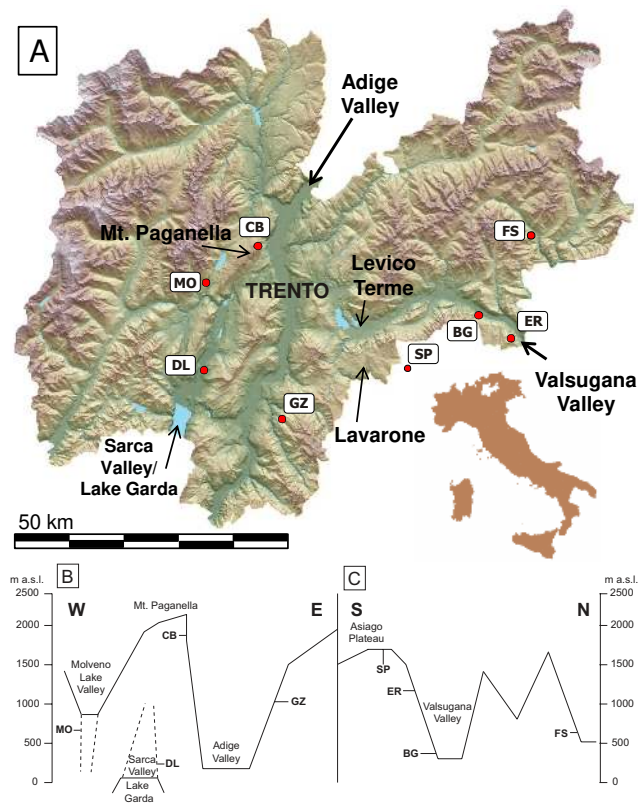 A
Adige
Valley
CB
Mt. Paganella
FS
MO
Levico
Terme
TRENTO
ER
BG
DL
SP
Valsugana
Valley
GZ
Lavarone
Sarca
Valley/
Lake Garda
50 km
m a.s.l.
B
C
m a.s.l.
2500
W
Mt. Paganella
E
S
N
2500
2000
CB
Asiago
Plateau
2000
1500
Molveno
Lake
Valley
SP
1500
ER
1000
GZ
Valsugana
Valley
1000
MO
500
Sarca
Valley
DL
Adige
Valley
BG
FS
500
0
Lake
Garda
0